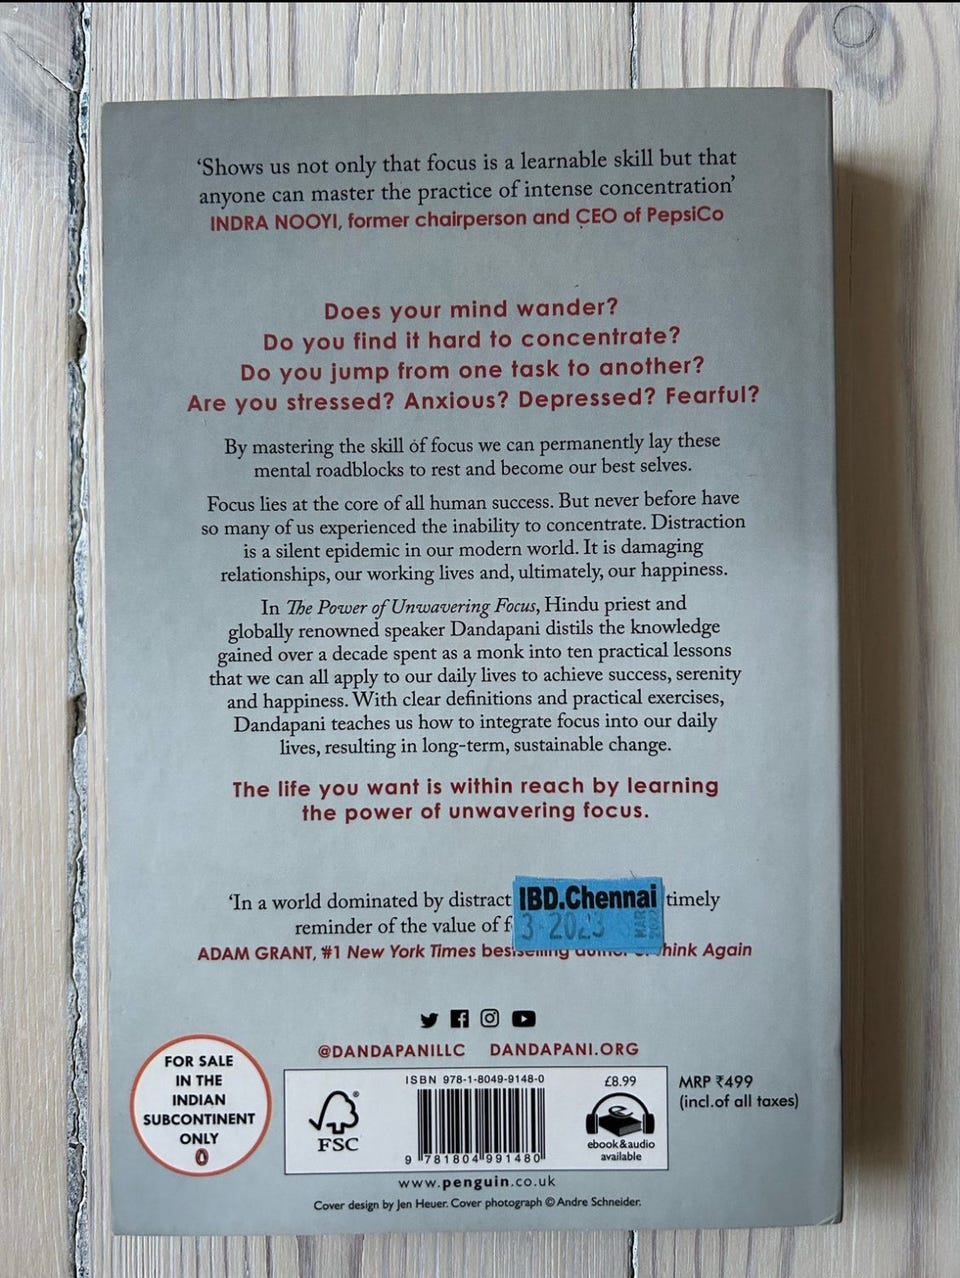 ‘Shows us not only that focus is a learnable skill but that
anyone can master the practice of intense concentration’
INDRA NOOYI, former chairperson and CEO of PepsiCo
Does your mind wander?
Do you find it hard to concentrate?
Do you jump from one task to another?
Are you stressed? Anxious? Depressed? Fearful?
By mastering the skill of focus we can permanently lay these
mental roadblocks to rest and become our best selves.
Focus lies at the core of all human success. But never before have
so many of us experienced the inability to concentrate. Distraction
is a silent epidemic in our modern world. It is damaging
relationships, our working lives and, ultimately, our happiness.
In The Power of Unwavering Focus, Hindu priest and
globally renowned speaker Dandapani distils the knowledge
gained over a decade spent as a monk into ten practical lessons
that we can all apply to our daily lives to achieve success, serenity
and happiness. With clear definitions and practical exercises,
Dandapani teaches us how to integrate focus into our daily
lives, resulting in long-term, sustainable change.
The life you want is within reach by learning
the power of unwavering focus.
‘In a world dominated by distract IBD.Chennai timely
reminder of the value of f 3 2023
ADAM GRANT, #1 New York Times bestselling author hink Again
@DANDAPANILLC DANDAPANI.ORG
FOR SALE
IN THE
INDIAN
SUBCONTINENT
ONLY
FSC
ISBN 978-1-8049-9148-0
9 781804 991480
£8.99
ebook&audio
available
MRP ₹499
(incl.of all taxes)
www.penguin.co.uk
Cover design by Jen Heuer. Cover photograph © Andre Schneider.